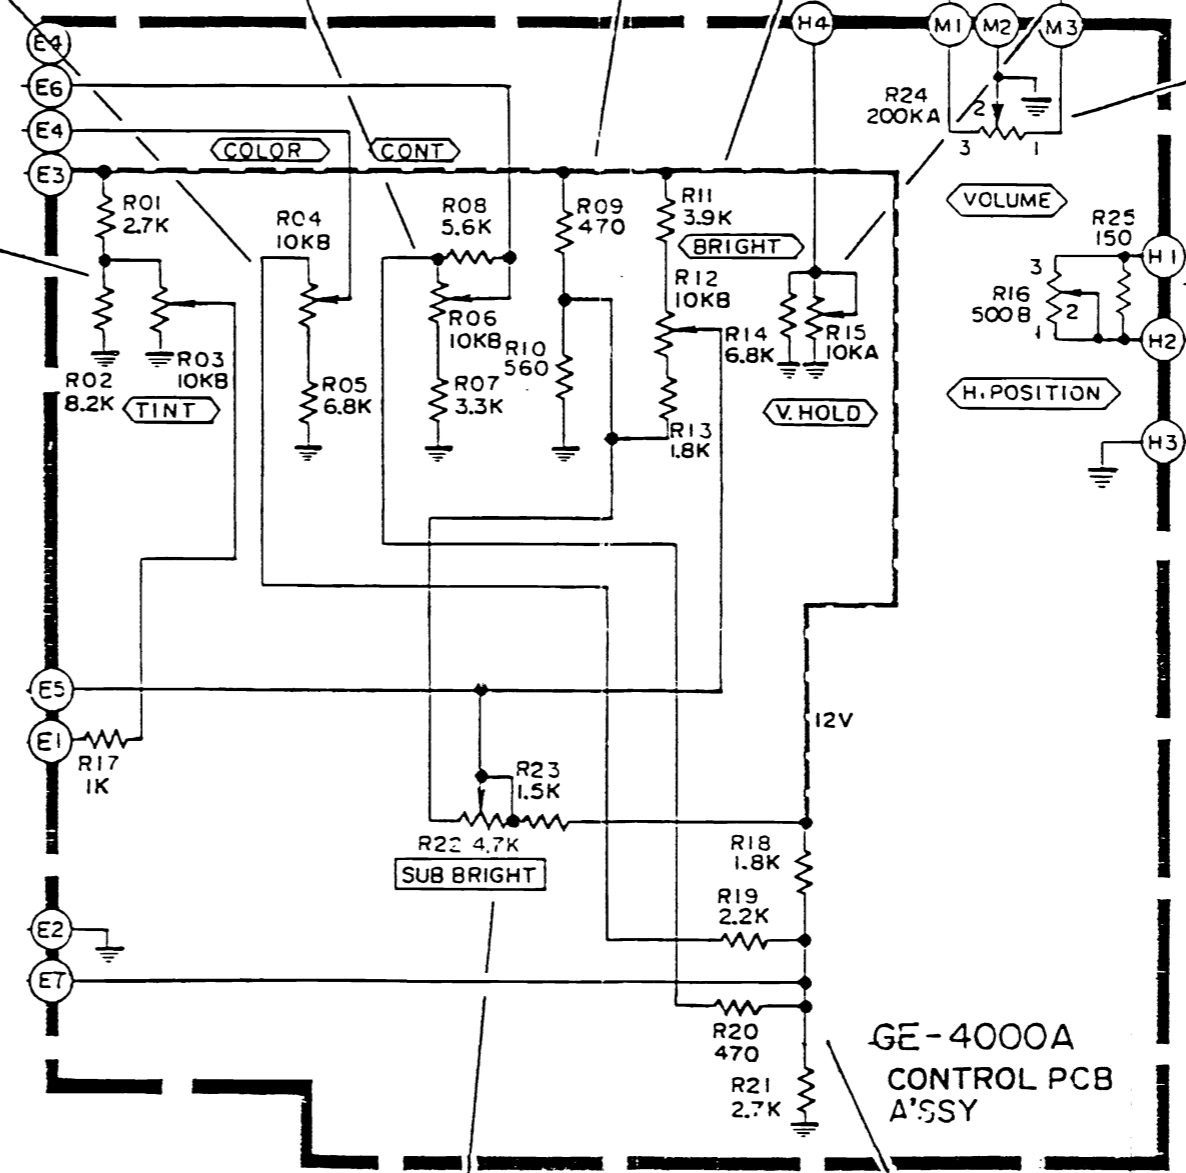 E4
H4
M1
M2
M3
E6
R24
200KA
2
3
1
E4
COLOR
CONT
E3
R01
2.7K
R04
10KB
R08
5.6K
R09
470
R11
3.9K
VOLUME
BRIGHT
R25
150
H1
R12
10KB
3
R16
500B
2
1
R06
10KB
R10
560
R14
6.8K
R15
10KA
H2
R02
8.2K
R03
10KB
TINT
R05
6.8K
R07
3.3K
R13
1.8K
V. HOLD
H. POSITION
H3
E5
12V
E1
R17
1K
R23
1.5K
R22 4.7K
SUB BRIGHT
R18
1.8K
R19
2.2K
E2
E7
R20
470
R21
2.7K
GE-4000A
CONTROL PCB
A'SSY